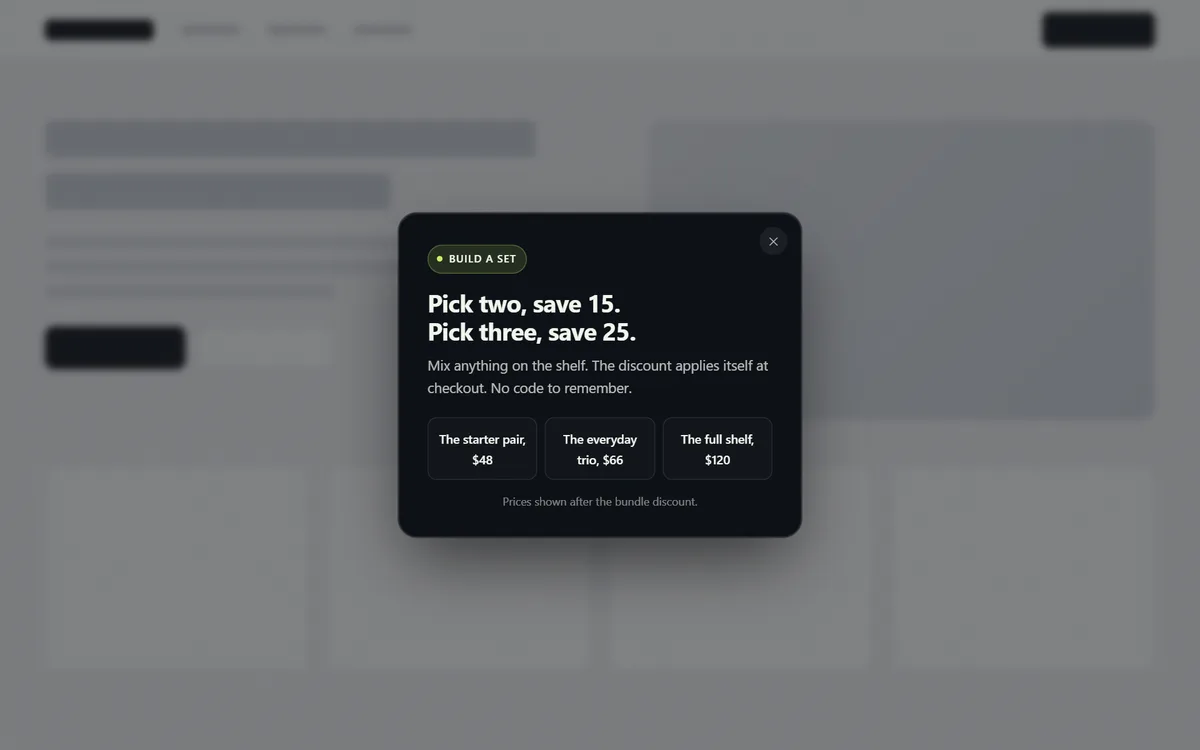 BUILD A SET
Pick two, save 15.
Pick three, save 25.
Mix anything on the shelf. The discount applies itself at
checkout. No code to remember.
The starter pair,
$48
The everyday
trio, $66
The full shelf,
$120
Prices shown after the bundle discount.